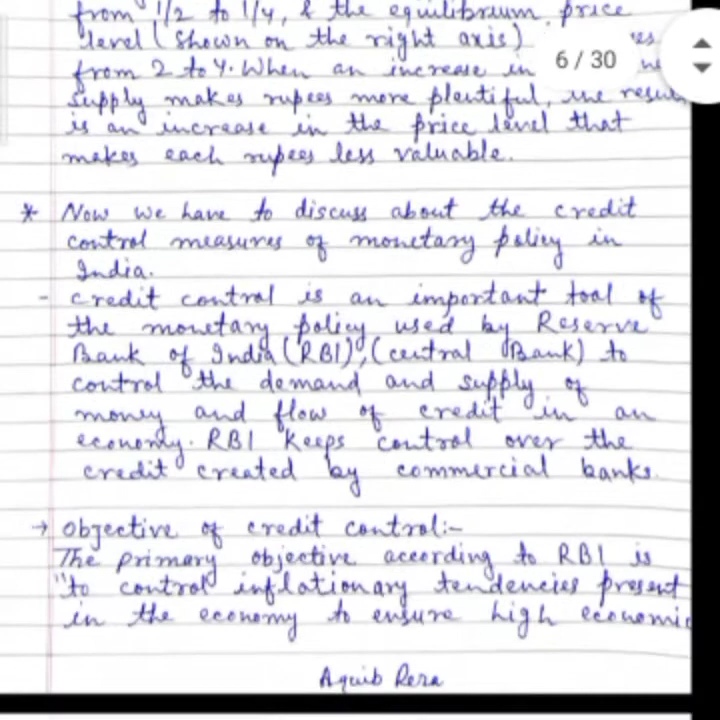 from 1/2 to 1/4, & the equilibrium price
level (shown on the right axis)
from 2 to 4. When an increase in
6 / 30
supply makes rupees more plentiful, the result
is an increase in the price level that
makes each rupees less valuable.
* Now we have to discuss about the credit
control measures of monetary policy in
India.
- credit control is an important tool of
the monetary policy used by Reserve
Bank of India (RBI), (central Bank) to
control the demand and supply of
money and flow of credit in an
economy. RBI keeps control over the
credit created by commercial banks.
→ Objective of credit control:-
The primary objective according to RBI is
"to control inflationary tendencies present
in the economy to ensure high economic
Aquib Reza